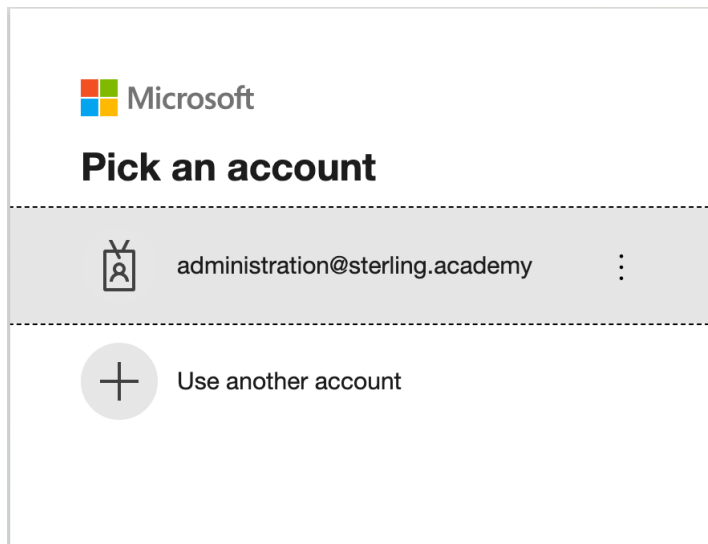 Microsoft
Pick an account
administration@sterling.academy
Use another account